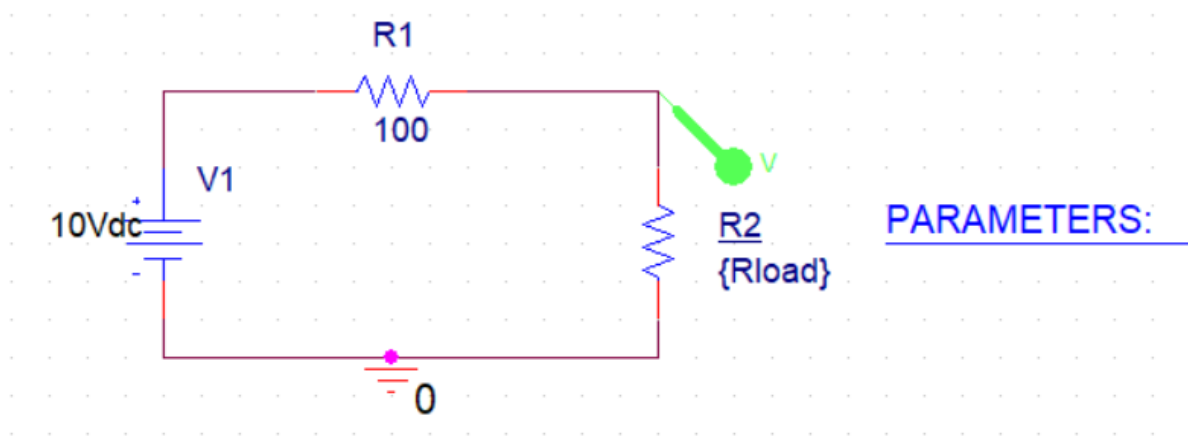 R1
100
V1
+
10Vdc
-
V
R2
{Rload}
PARAMETERS:
0